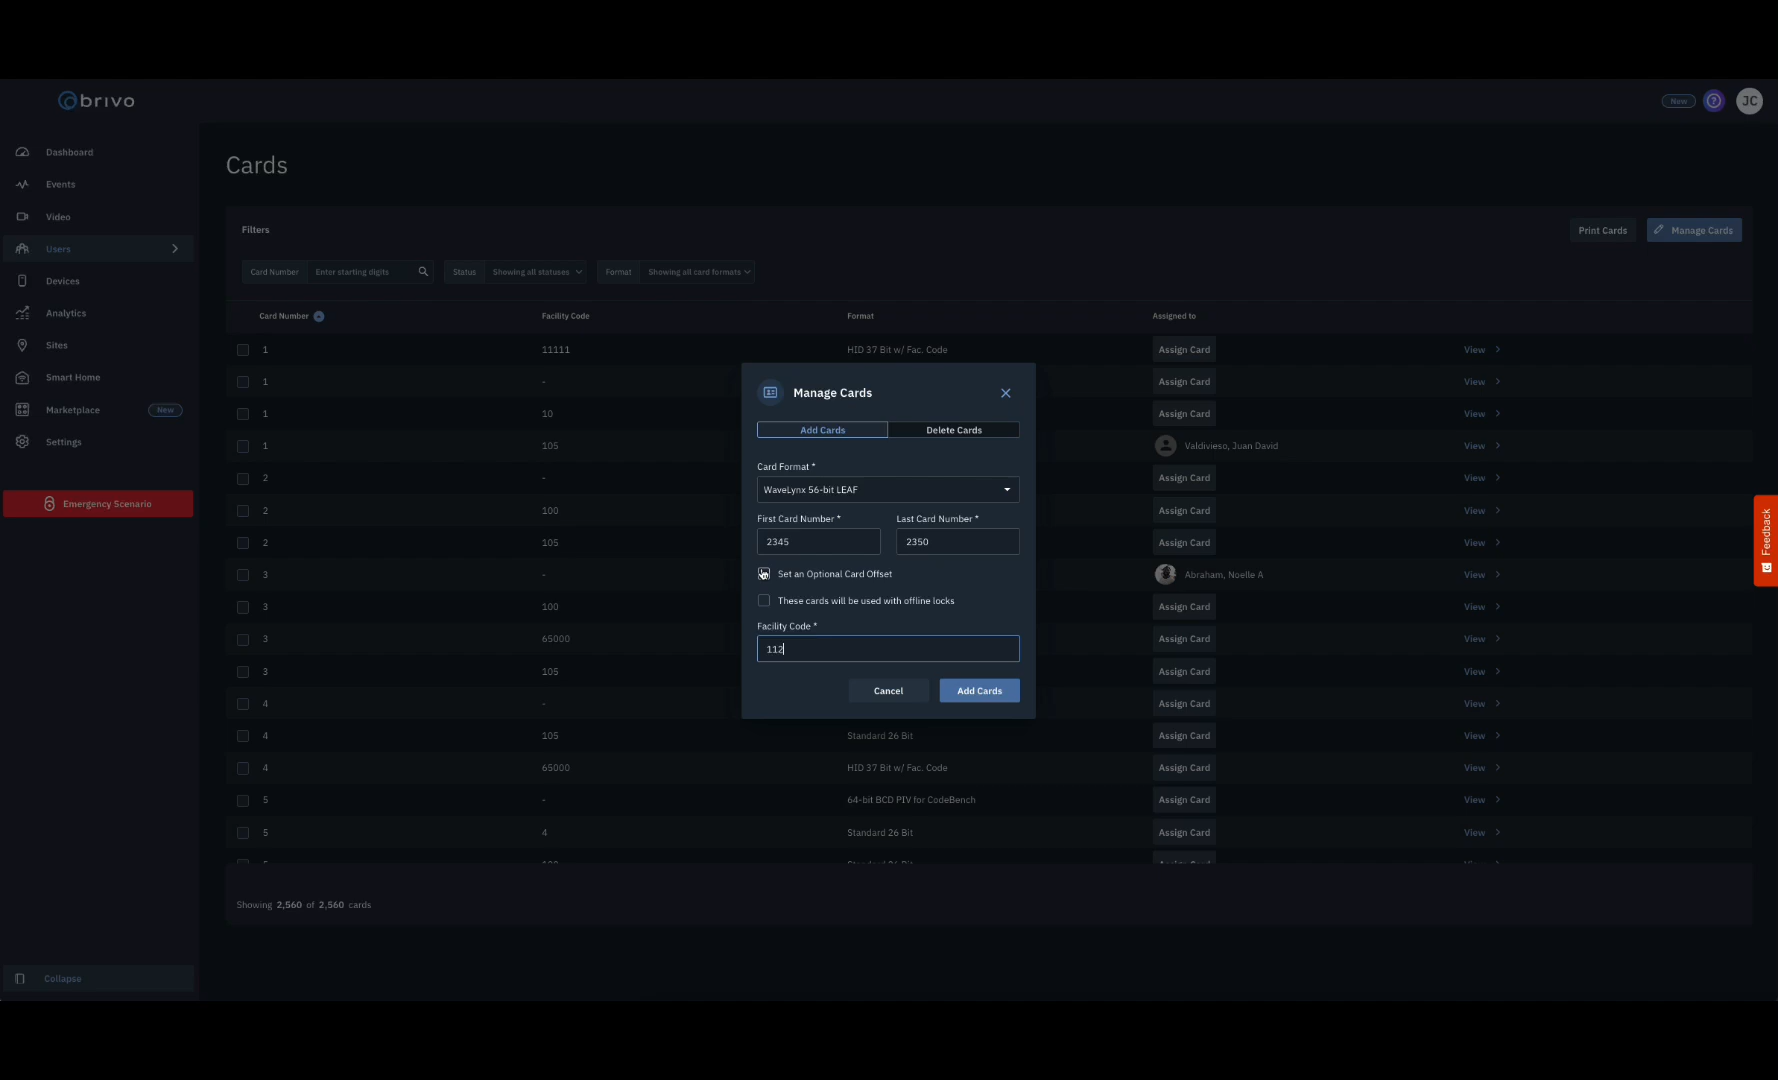 brivo
New
JC
Dashboard
Events
Video
Users
Devices
Analytics
Sites
Smart Home
Marketplace New
Settings
Emergency Scenario
Collapse
Cards
Filters
Print Cards
Manage Cards
Card Number Enter starting digits
Status Showing all statuses
Format Showing all card formats
Card Number Facility Code Format Assigned to
1 11111 HID 37 Bit w/ Fac. Code Assign Card View
1 - Assign Card View
1 10 Assign Card View
1 105 Valdivieso, Juan David View
2 - Assign Card View
2 100 Assign Card View
2 105 Assign Card View
3 - Abraham, Noelle A View
3 100 Assign Card View
3 65000 Assign Card View
3 105 Assign Card View
4 - Assign Card View
4 105 Standard 26 Bit Assign Card View
4 65000 HID 37 Bit w/ Fac. Code Assign Card View
5 - 64-bit BCD PIV for CodeBench Assign Card View
5 4 Standard 26 Bit Assign Card View
Showing 2,560 of 2,560 cards
Manage Cards
Add Cards Delete Cards
Card Format *
WaveLynx 56-bit LEAF
First Card Number * Last Card Number *
2345 2350
Set an Optional Card Offset
These cards will be used with offline locks
Facility Code *
112
Cancel Add Cards
Feedback